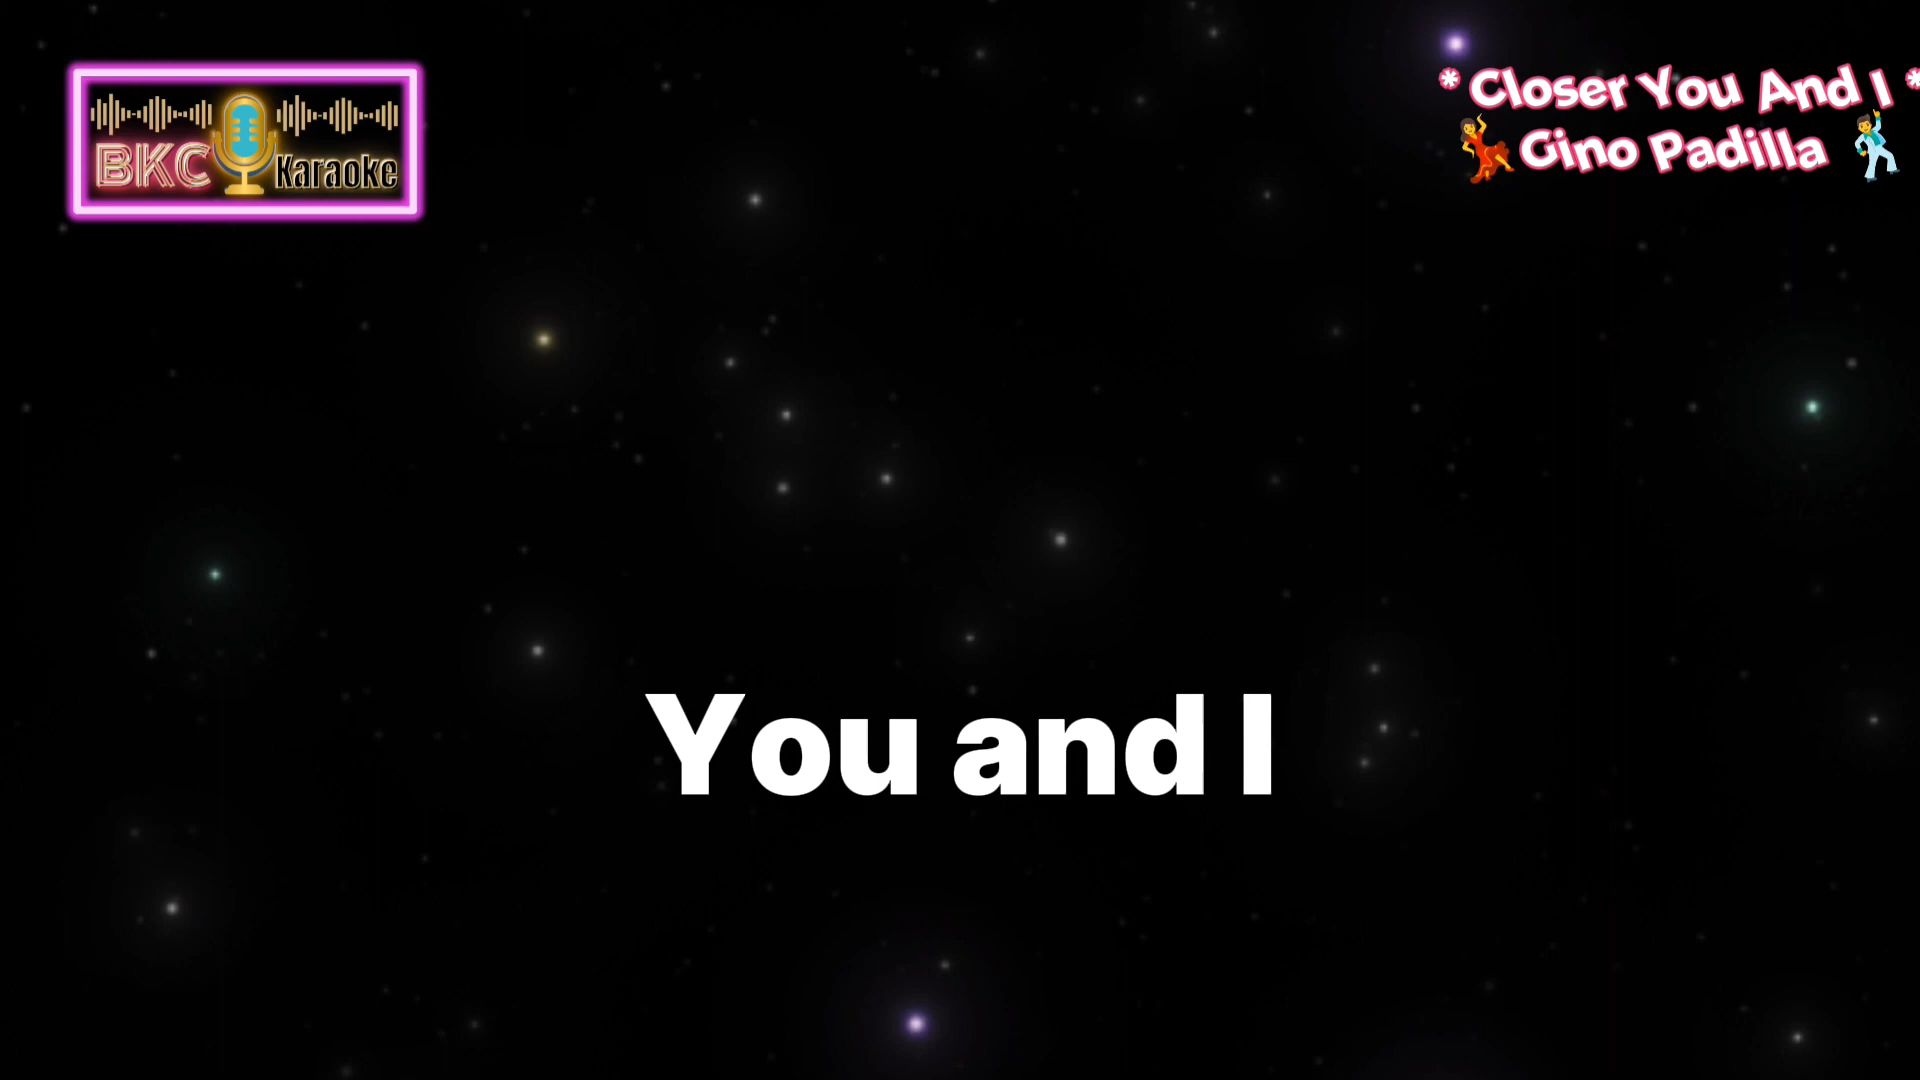 BKC Karaoke
* Closer You And I *
Gino Padilla
You and I